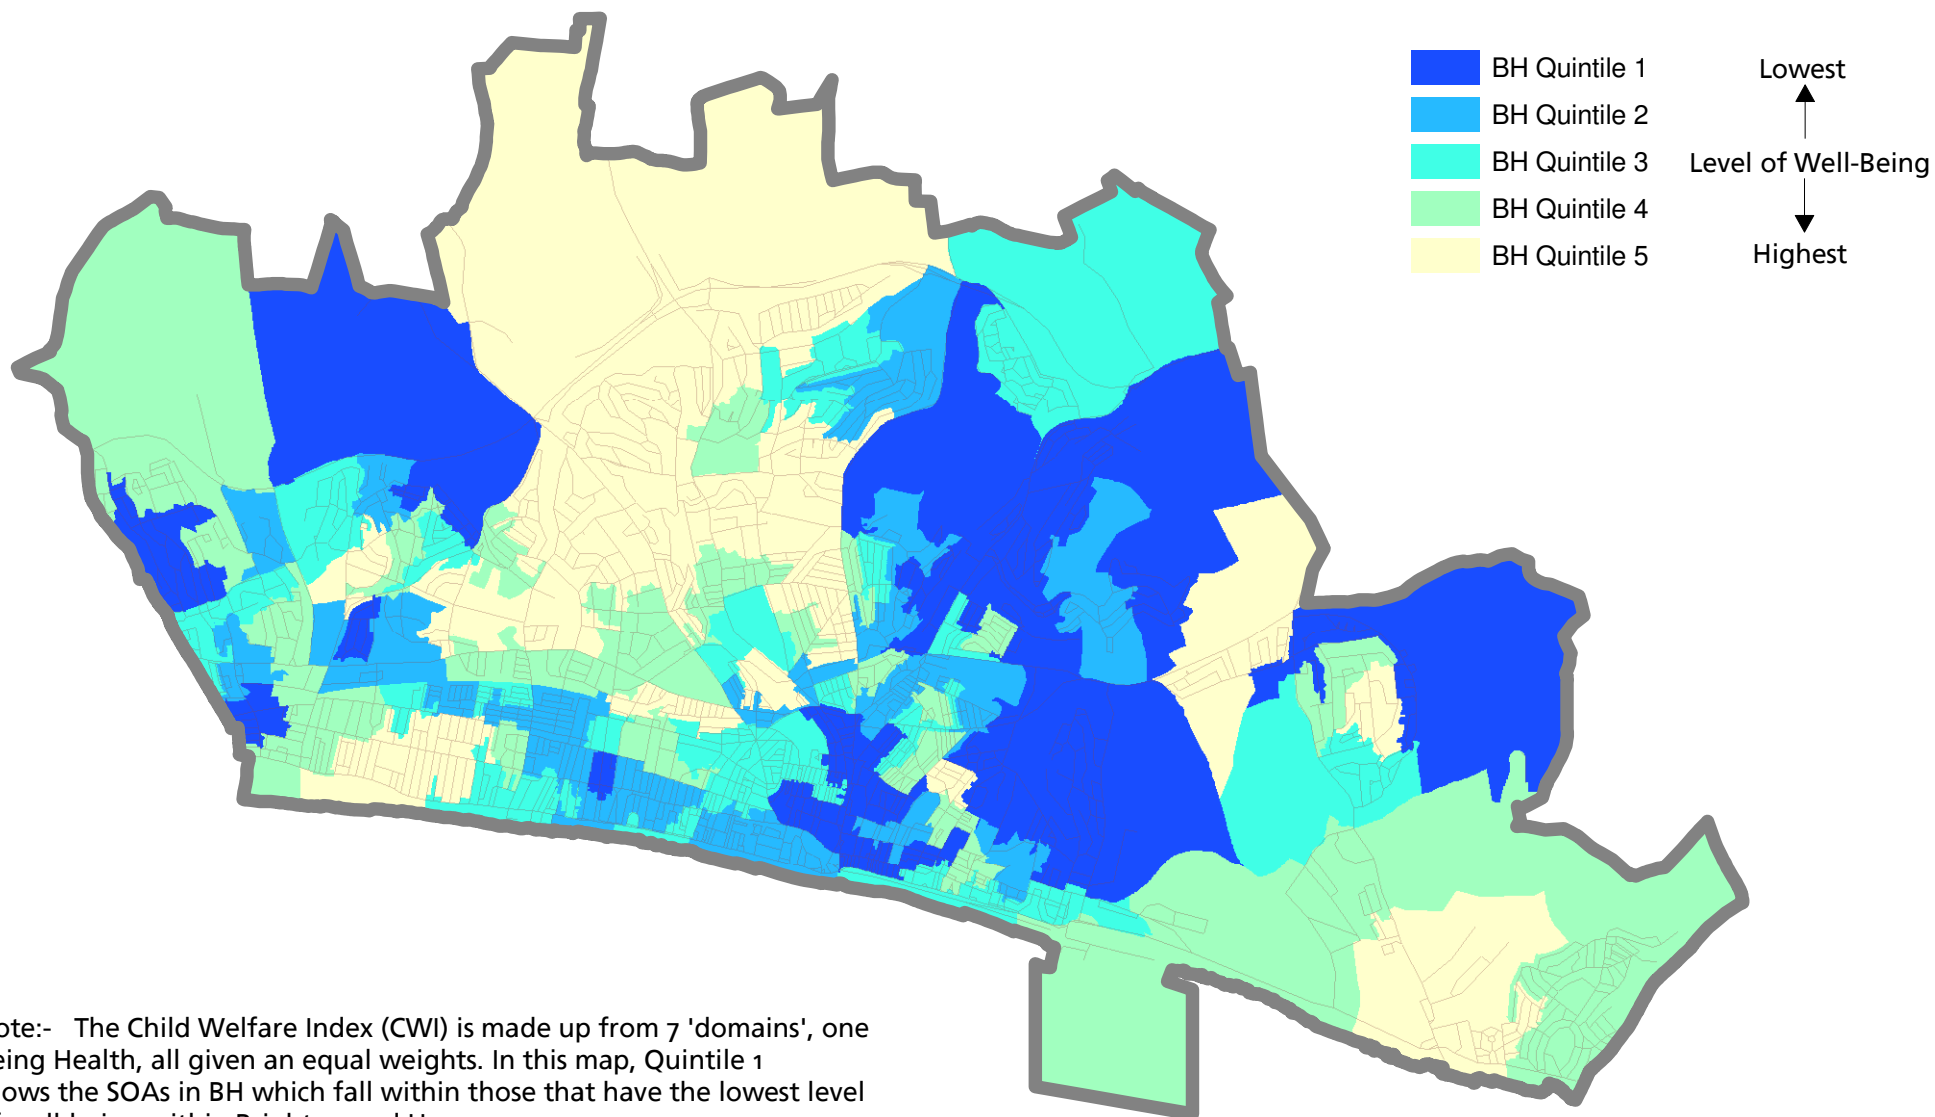 BH Quintile 1
Lowest
BH Quintile 2
BH Quintile 3
Level of Well-Being
BH Quintile 4
BH Quintile 5
Highest
ote:- The Child Welfare Index (CWI) is made up from 7 'domains', one
eing Health, all given an equal weights. In this map, Quintile 1
ows the SOAs in BH which fall within those that have the lowest level